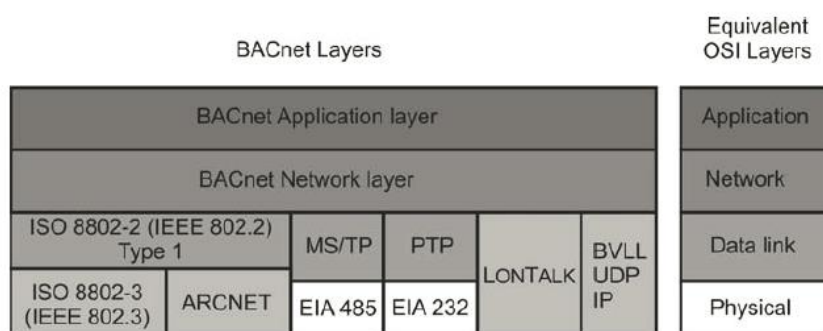 BACnet Layers
Equivalent
OSI Layers
BACnet Application layer
Application
BACnet Network layer
Network
ISO 8802-2 (IEEE 802.2)
Type 1
MS/TP
PTP
LONTALK
BVLL
UDP
IP
Data link
ISO 8802-3
(IEEE 802.3)
ARCNET
EIA 485
EIA 232
Physical